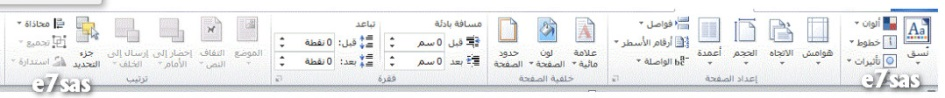 نسق
ألوان
خطوط
تأثيرات
هوامش
الاتجاه
الحجم
أعمدة
فواصل
أرقام الأسطر
الواصلة
إعداد الصفحة
علامة
مائية
لون
الصفحة
حدود
الصفحة
خلفية الصفحة
مسافة بادئة
قبل 0 سم
بعد 0 سم
تباعد
قبل: 0 نقطة
بعد: 0 نقطة
فقرة
الموضع
التفاف
النص
إحضار إلى
الأمام
إرسال إلى
الخلف
جزء
التحديد
محاذاة
تجميع
استدارة
ترتيب
e7sas
e7sas